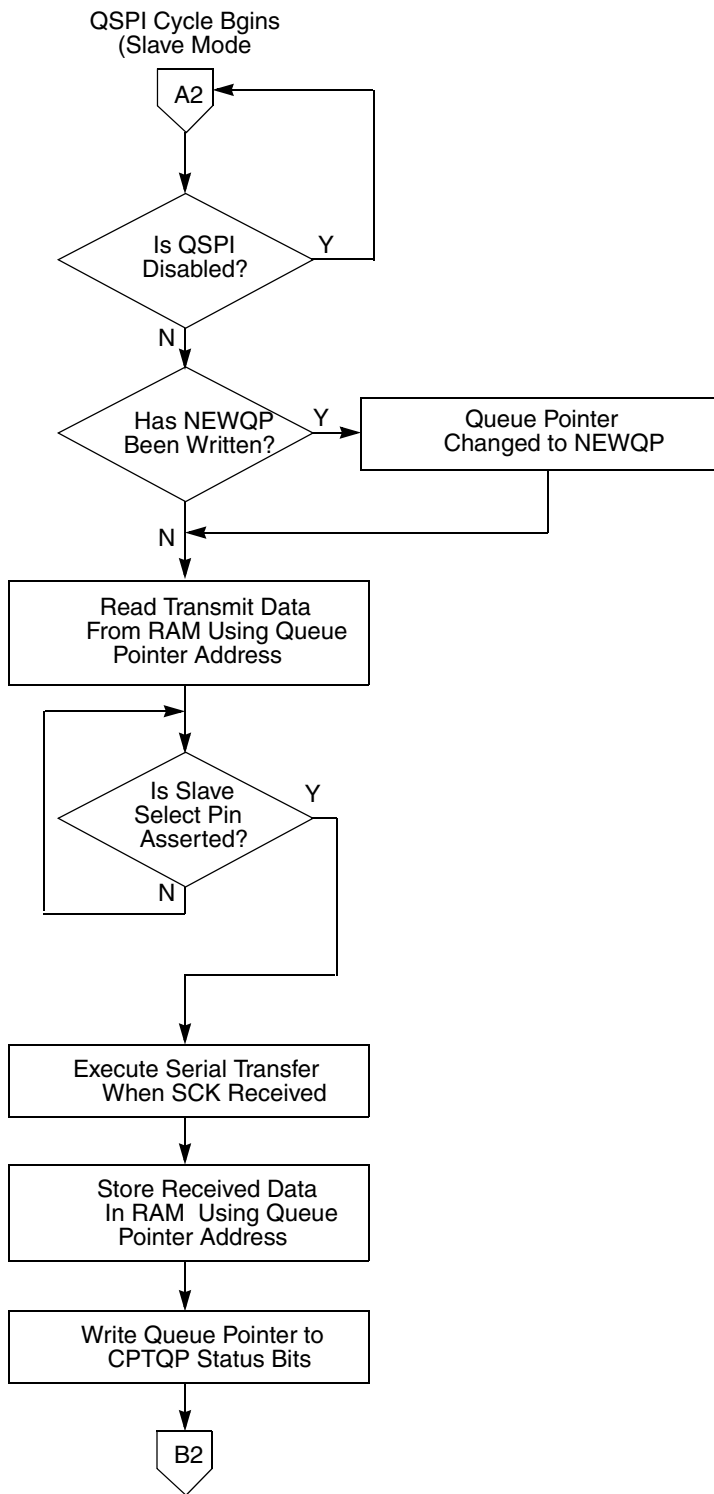 QSPI Cycle Bgins
(Slave Mode
A2
Is QSPI
Disabled?
Y
N
Has NEWQP
Been Written?
Y
Queue Pointer
Changed to NEWQP
N
Read Transmit Data
From RAM Using Queue
Pointer Address
Is Slave
Select Pin
Asserted?
Y
N
Execute Serial Transfer
When SCK Received
Store Received Data
In RAM Using Queue
Pointer Address
Write Queue Pointer to
CPTQP Status Bits
B2